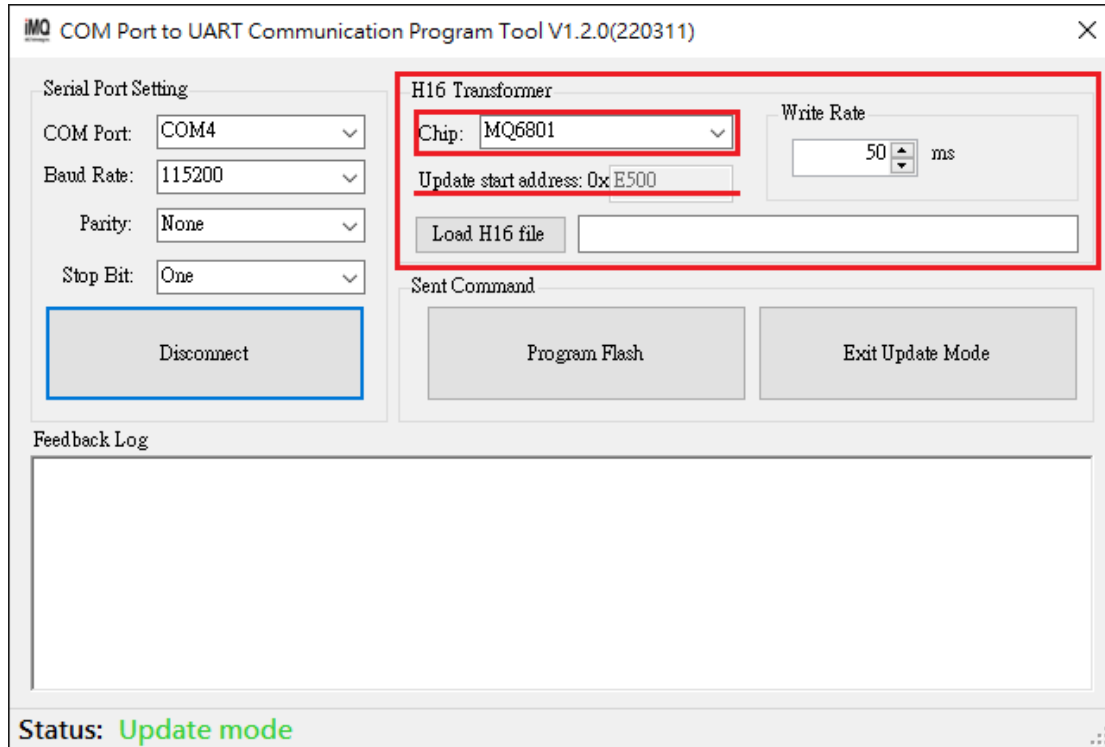 iMQ COM Port to UART Communication Program Tool V1.2.0(220311)
Serial Port Setting
COM Port: COM4
Baud Rate: 115200
Parity: None
Stop Bit: One
Disconnect
H16 Transformer
Chip: MQ6801
Update start address: 0x E500
Write Rate
50 ms
Load H16 file
Sent Command
Program Flash
Exit Update Mode
Feedback Log
Status: Update mode